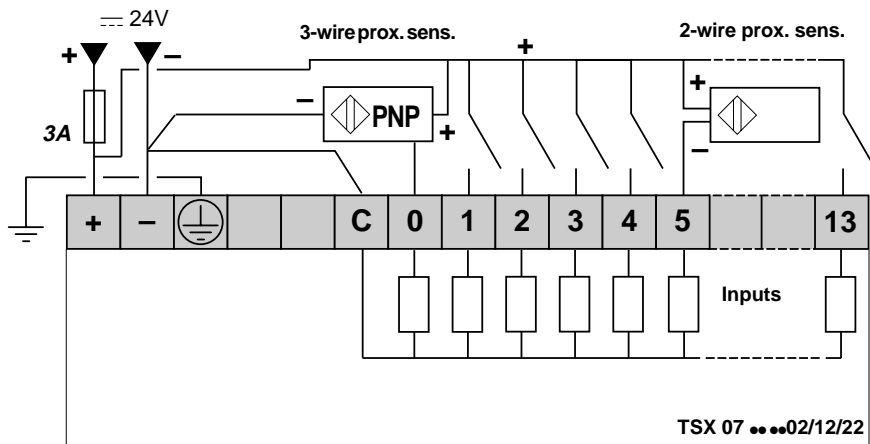 24V
3-wire prox. sens.
2-wire prox. sens.
+ − + +
− PNP +
3A
−
+ − C 0 1 2 3 4 5 13
Inputs
TSX 07 •• ••02/12/22